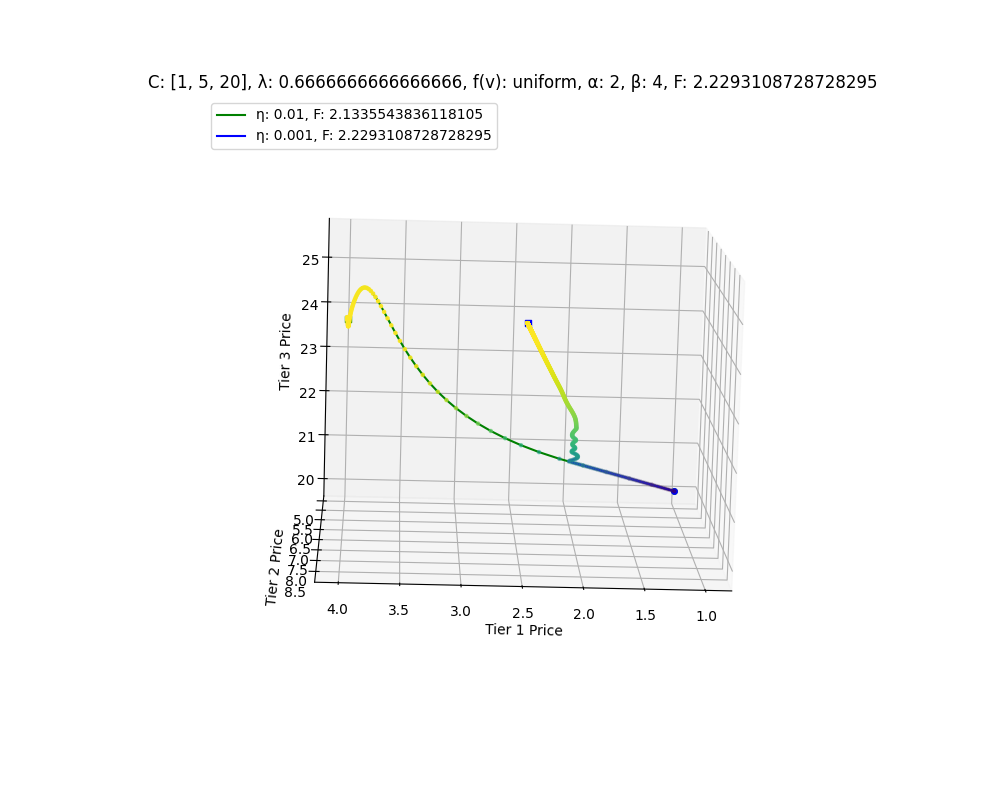 C: [1, 5, 20], λ: 0.6666666666666666, f(v): uniform, α: 2, β: 4, F: 2.2293108728728295
η: 0.01, F: 2.1335543836118105
η: 0.001, F: 2.2293108728728295
25
24
23
22
21
20
Tier 3 Price
5.0
5.5
6.0
6.5
7.0
7.5
8.0
8.5
Tier 2 Price
4.0 3.5 3.0 2.5 2.0 1.5 1.0
Tier 1 Price